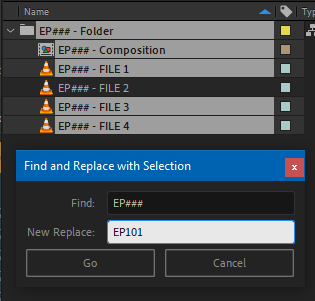 Name
EP### - Folder
EP### - Composition
EP### - FILE 1
EP### - FILE 2
EP### - FILE 3
EP### - FILE 4
Find and Replace with Selection
x
Find: EP###
New Replace: EP101
Go Cancel